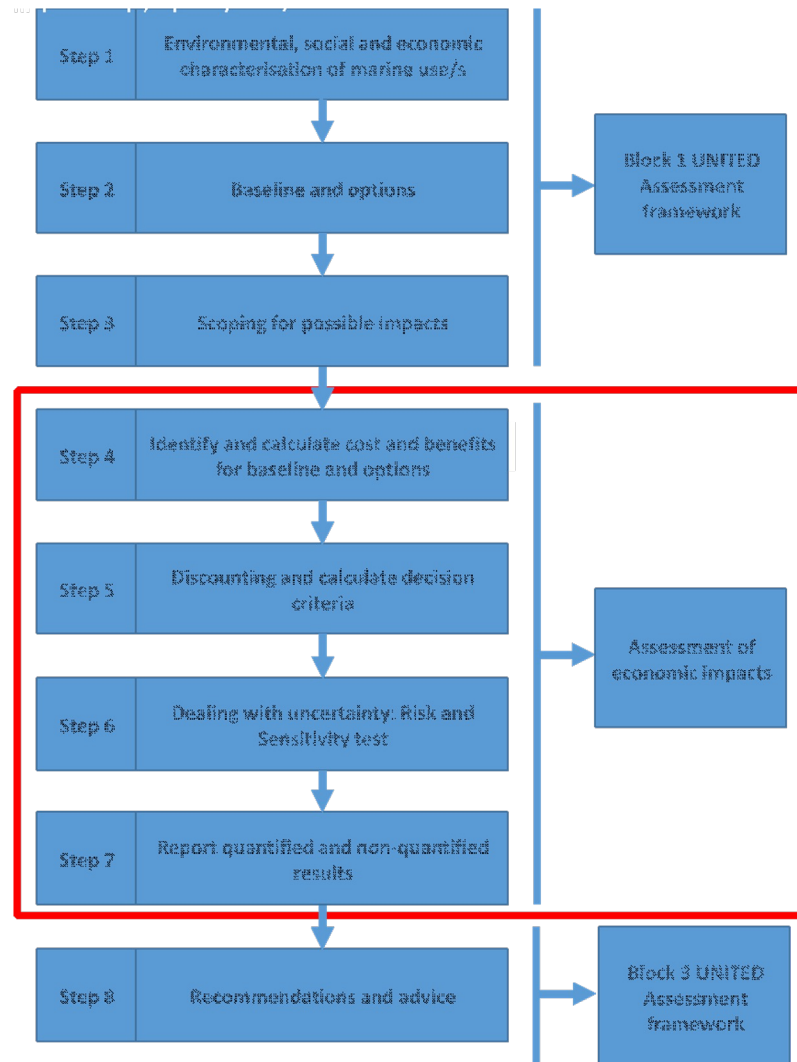 Step 1
Environmental, social and economic
characterisation of marine use/s
Step 2
Baseline and options
Step 3
Scoping for possible impacts
Block 1 UNITED
Assessment
framework
Step 4
Identify and calculate cost and benefits
for baseline and options
Step 5
Discounting and calculate decision
criteria
Step 6
Dealing with uncertainty: Risk and
Sensitivity test
Step 7
Report quantified and non-quantified
results
Assessment of
economic impacts
Step 8
Recommendations and advice
Block 3 UNITED
Assessment
framework